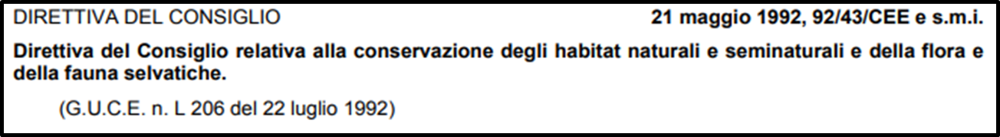 DIRETTIVA DEL CONSIGLIO 21 maggio 1992, 92/43/CEE e s.m.i.
Direttiva del Consiglio relativa alla conservazione degli habitat naturali e seminaturali e della flora e
della fauna selvatiche.
(G.U.C.E. n. L 206 del 22 luglio 1992)